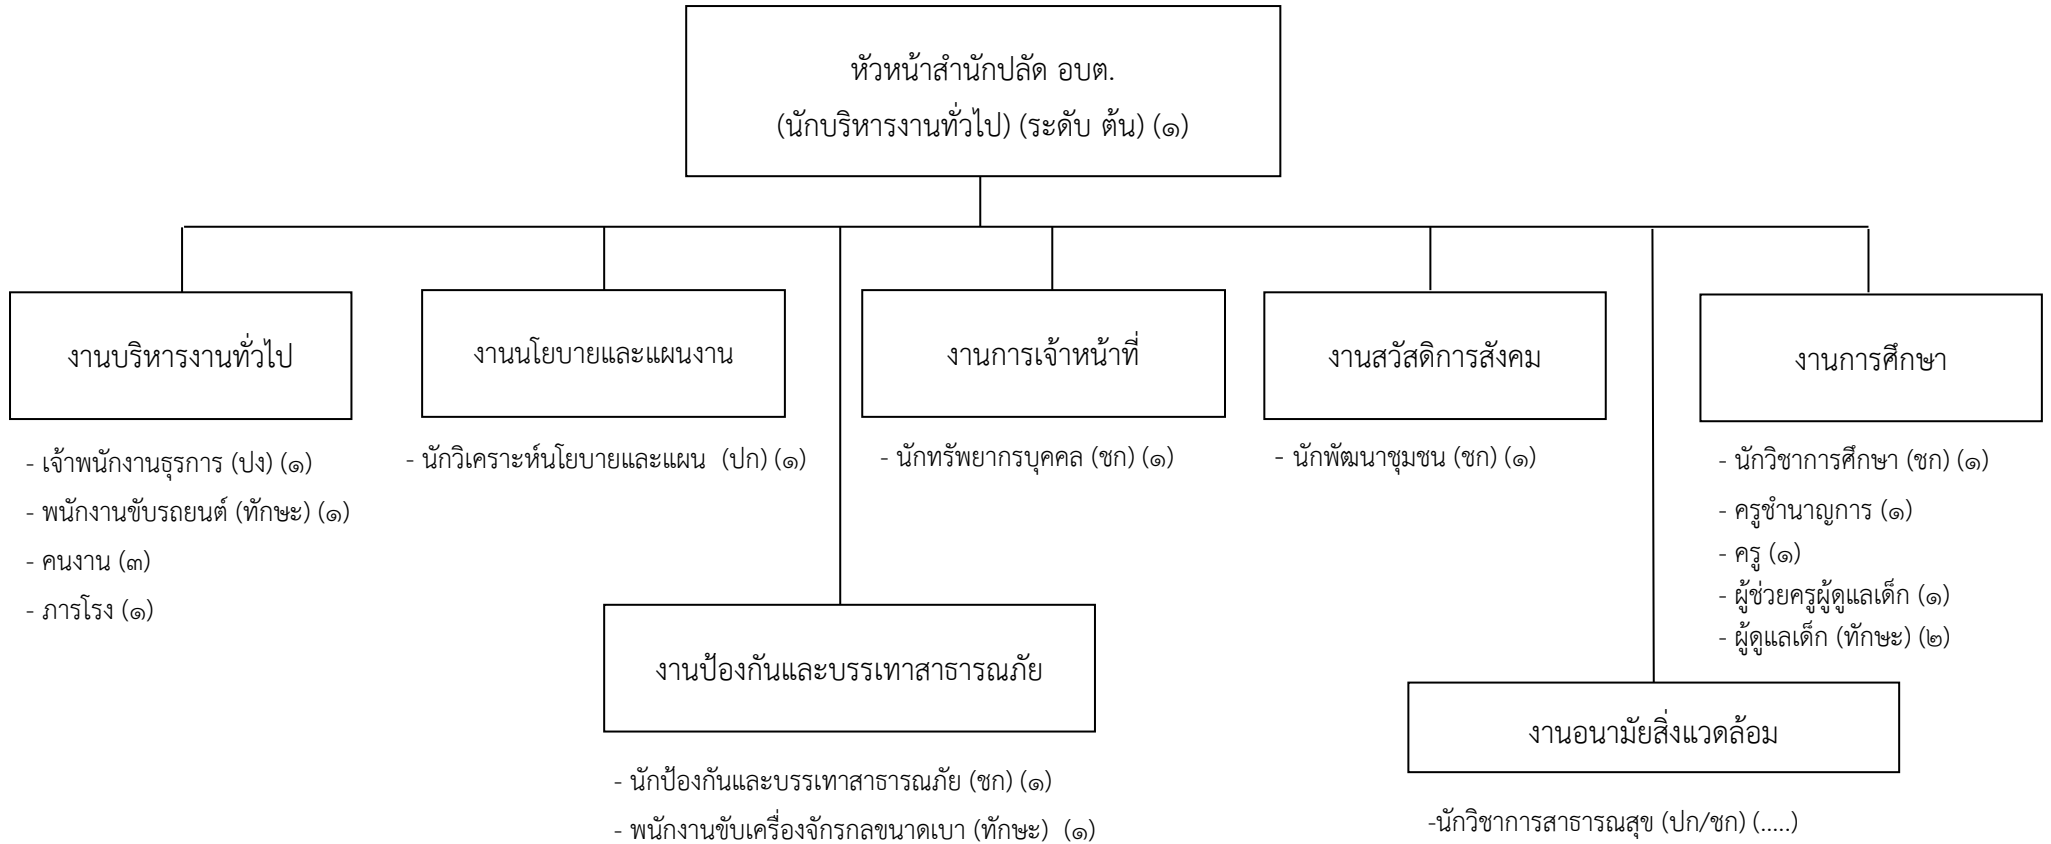 หัวหน้าสำนักปลัด อบต.
(นักบริหารงานทั่วไป) (ระดับ ต้น) (๑)
งานบริหารงานทั่วไป
- เจ้าพนักงานธุรการ (ปง) (๑)
- พนักงานขับรถยนต์ (ทักษะ) (๑)
- คนงาน (๓)
- ภารโรง (๑)
งานนโยบายและแผนงาน
- นักวิเคราะห์นโยบายและแผน (ปก) (๑)
งานการเจ้าหน้าที่
- นักทรัพยากรบุคคล (ชก) (๑)
งานสวัสดิการสังคม
- นักพัฒนาชุมชน (ชก) (๑)
งานการศึกษา
- นักวิชาการศึกษา (ชก) (๑)
- ครูชำนาญการ (๑)
- ครู (๑)
- ผู้ช่วยครูผู้ดูแลเด็ก (๑)
- ผู้ดูแลเด็ก (ทักษะ) (๒)
งานป้องกันและบรรเทาสาธารณภัย
- นักป้องกันและบรรเทาสาธารณภัย (ชก) (๑)
- พนักงานขับเครื่องจักรกลขนาดเบา (ทักษะ) (๑)
งานอนามัยสิ่งแวดล้อม
-นักวิชาการสาธารณสุข (ปก/ชก) (.....)